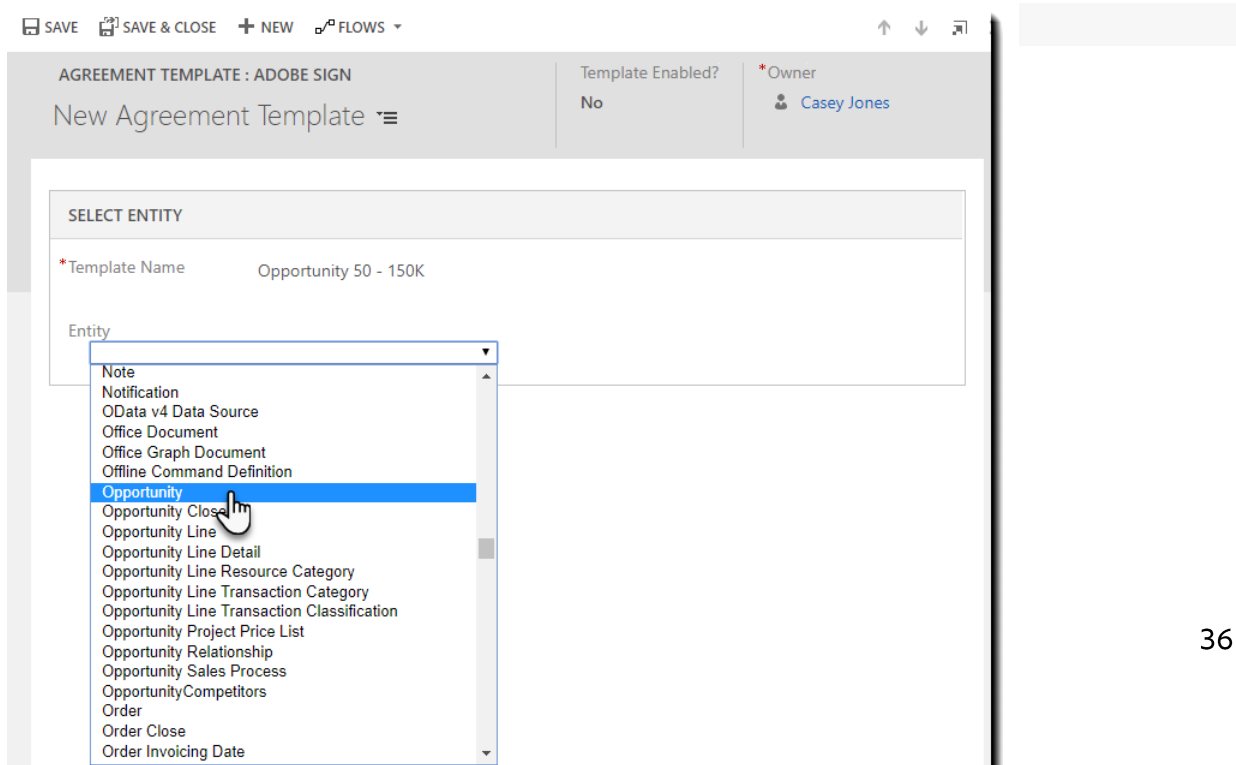 SAVE SAVE & CLOSE NEW FLOWS
AGREEMENT TEMPLATE : ADOBE SIGN Template Enabled? *Owner
New Agreement Template No Casey Jones
SELECT ENTITY
*Template Name Opportunity 50 - 150K
Entity
Note
Notification
OData v4 Data Source
Office Document
Office Graph Document
Offline Command Definition
Opportunity
Opportunity Close
Opportunity Line
Opportunity Line Detail
Opportunity Line Resource Category
Opportunity Line Transaction Category
Opportunity Line Transaction Classification
Opportunity Project Price List
36
Opportunity Relationship
Opportunity Sales Process
OpportunityCompetitors
Order
Order Close
Order Invoicing Date